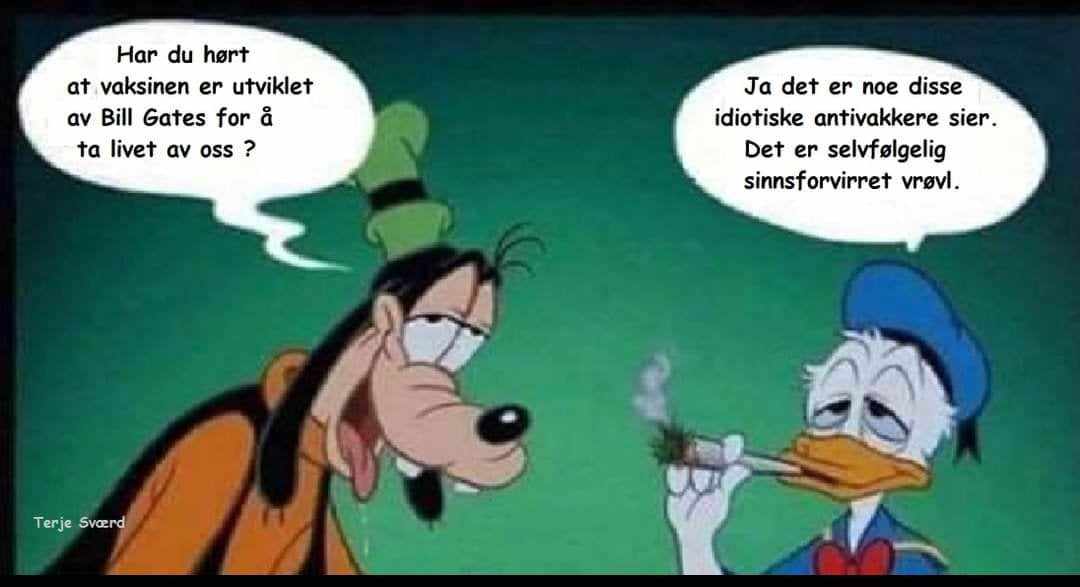 Har du hørt
at vaksinen er utviklet
av Bill Gates for å
ta livet av oss ?
Ja det er noe disse
idiotiske antivakkere sier.
Det er selvfølgelig
sinnsforvirret vrøvl.
Terje Sværd